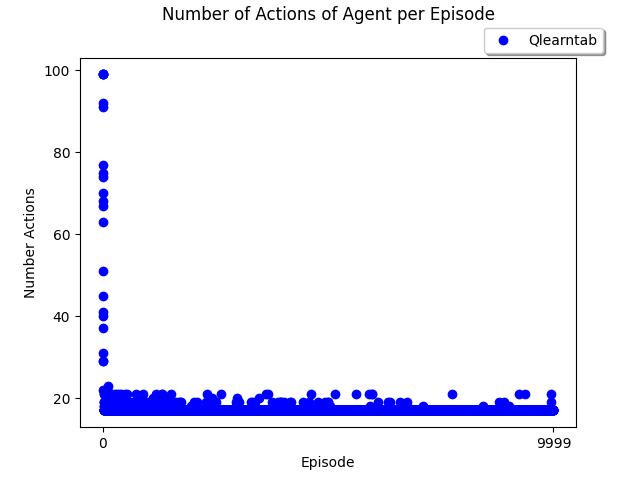 Number of Actions of Agent per Episode
Qlearntab
100
80
60
40
20
Number Actions
0
9999
Episode